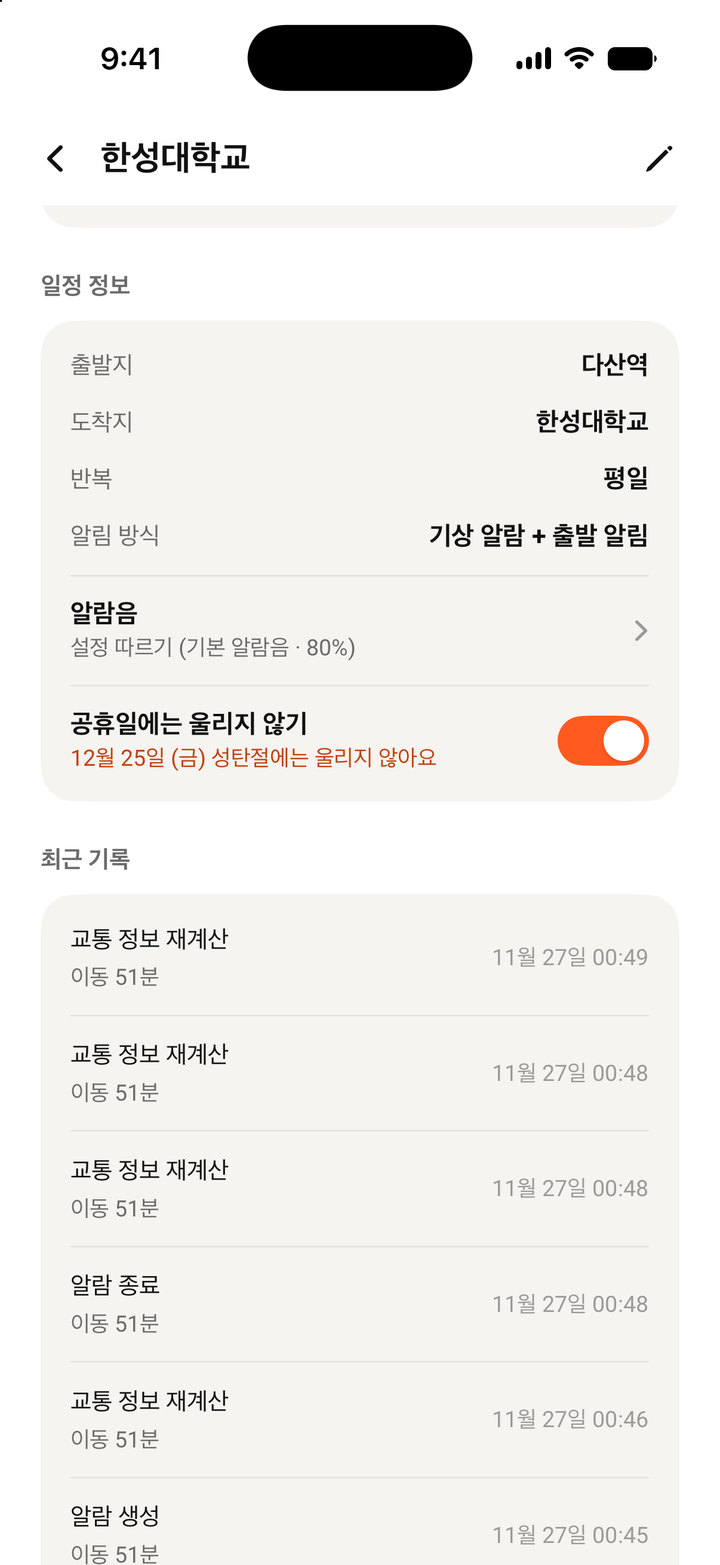 9:41
한성대학교
일정 정보
출발지 다산역
도착지 한성대학교
반복 평일
알림 방식 기상 알람 + 출발 알림
알람음
설정 따르기 (기본 알람음 · 80%)
공휴일에는 울리지 않기
12월 25일 (금) 성탄절에는 울리지 않아요
최근 기록
교통 정보 재계산
이동 51분
11월 27일 00:49
교통 정보 재계산
이동 51분
11월 27일 00:48
교통 정보 재계산
이동 51분
11월 27일 00:48
알람 종료
이동 51분
11월 27일 00:48
교통 정보 재계산
이동 51분
11월 27일 00:46
알람 생성
이동 51분
11월 27일 00:45